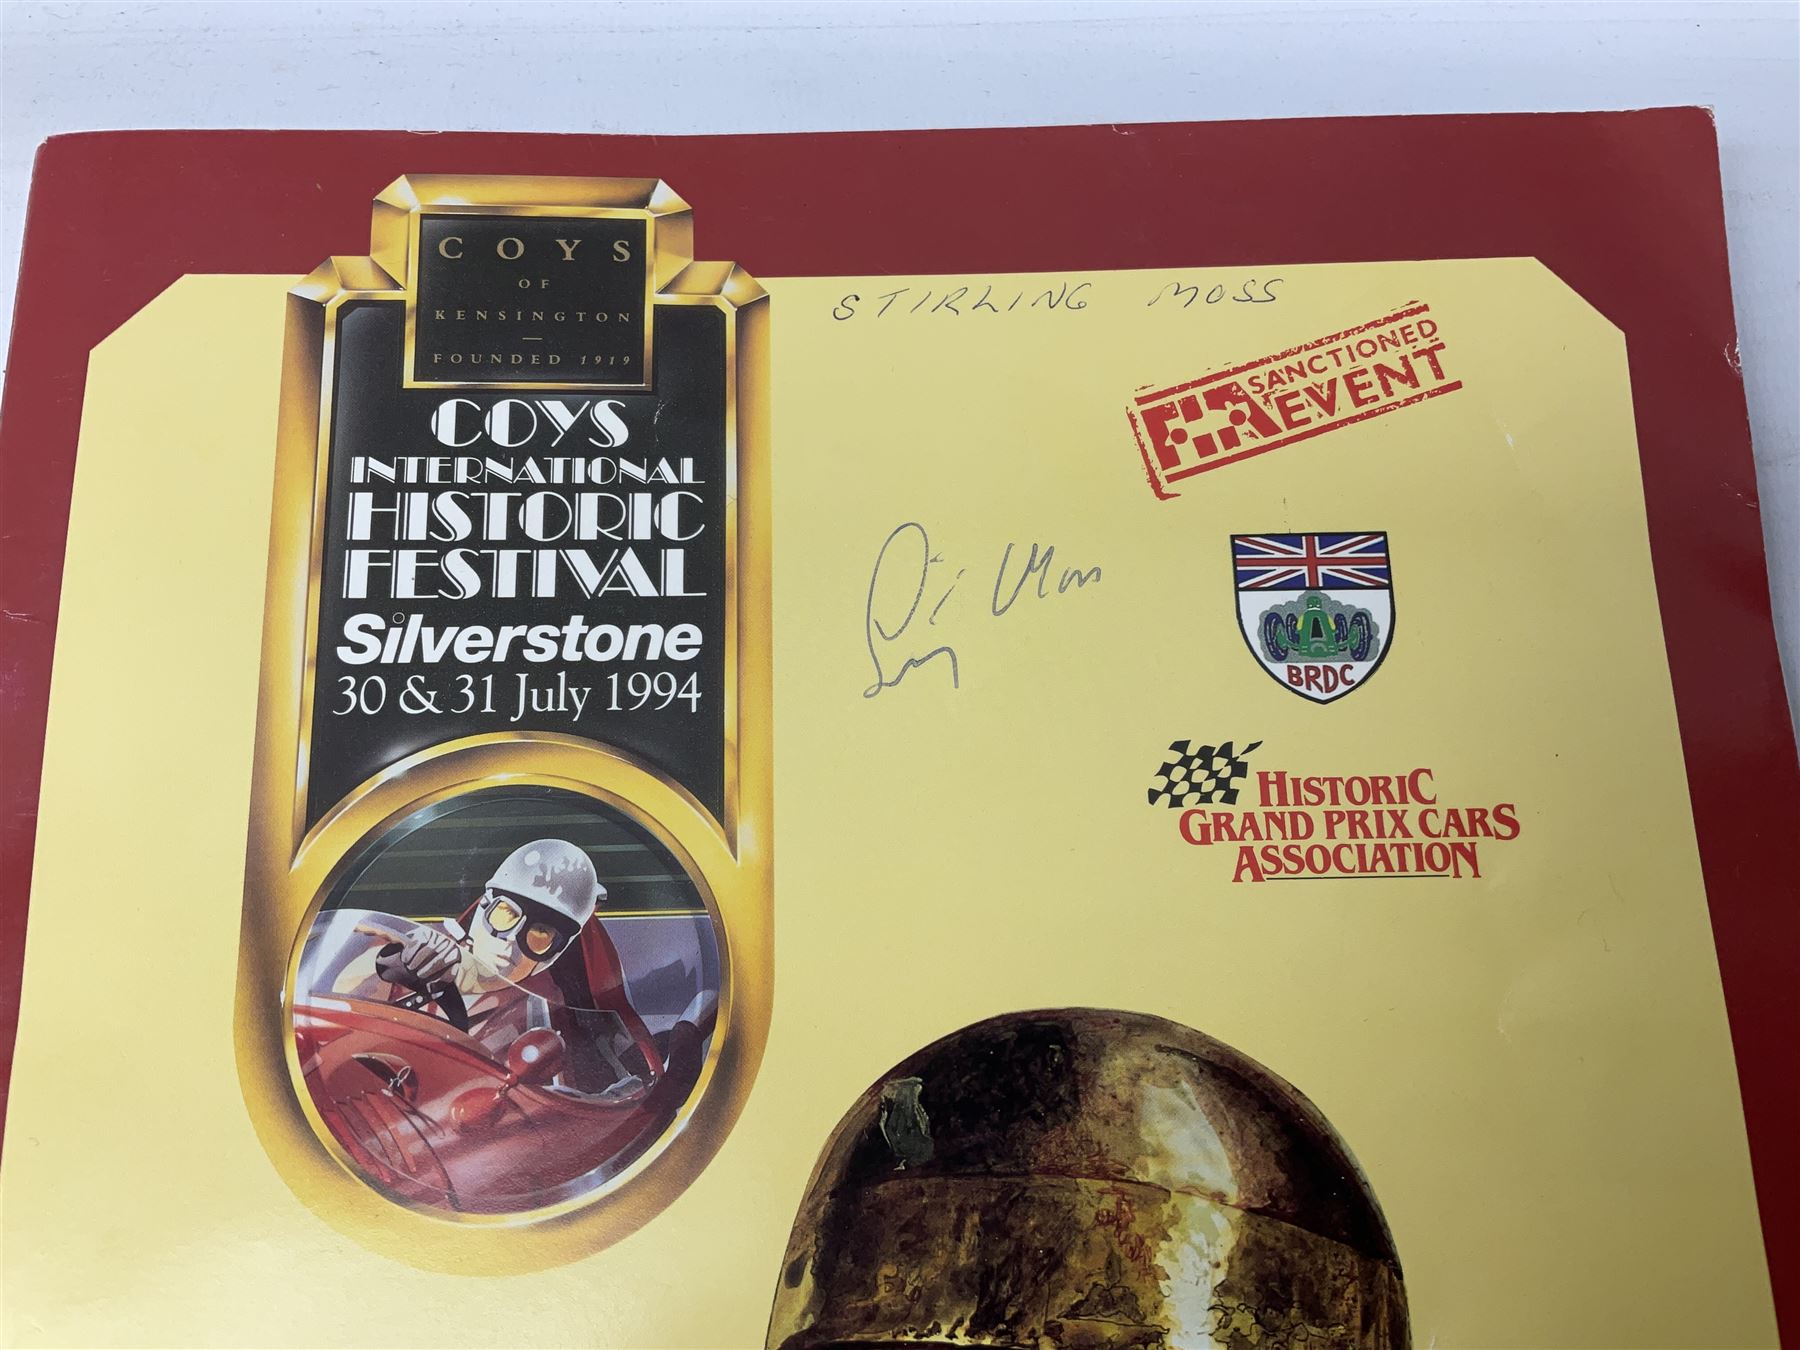 COYS
OF
KENSINGTON
—
FOUNDED 1919
COYS
INTERNATIONAL
HISTORIC
FESTIVAL
Silverstone
30 & 31 July 1994
STIRLING MOSS
SANCTIONED
EVENT
Moss
BRDC
HISTORIC
GRAND PRIX CARS
ASSOCIATION